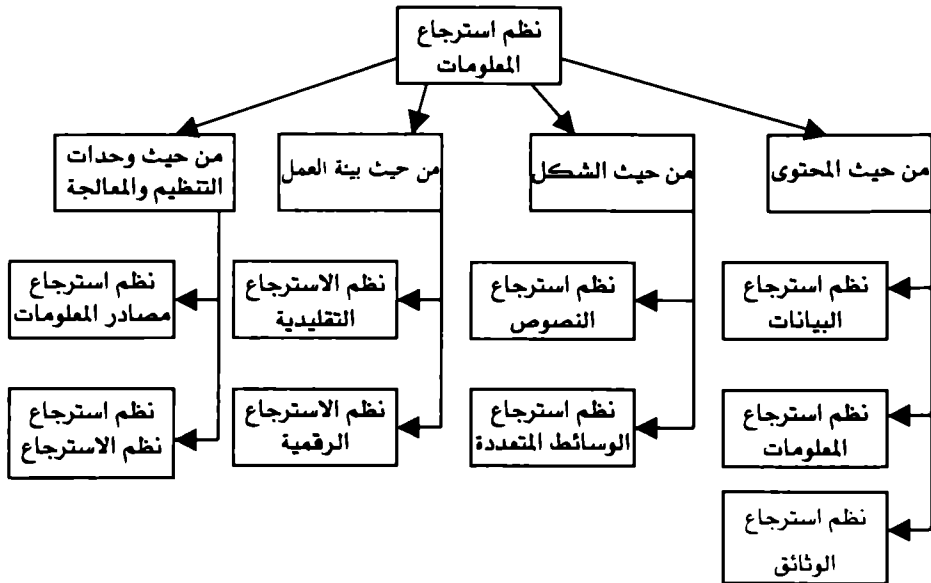 نظم استرجاع
المعلومات
من حيث المحتوى
من حيث الشكل
من حيث بيئة العمل
من حيث وحدات
التنظيم والمعالجة
نظم استرجاع
البيانات
نظم استرجاع
النصوص
نظم الاسترجاع
التقليدية
نظم استرجاع
مصادر المعلومات
نظم استرجاع
المعلومات
نظم استرجاع
الوسائط المتعددة
نظم الاسترجاع
الرقمية
نظم استرجاع
نظم الاسترجاع
نظم استرجاع
الوثائق